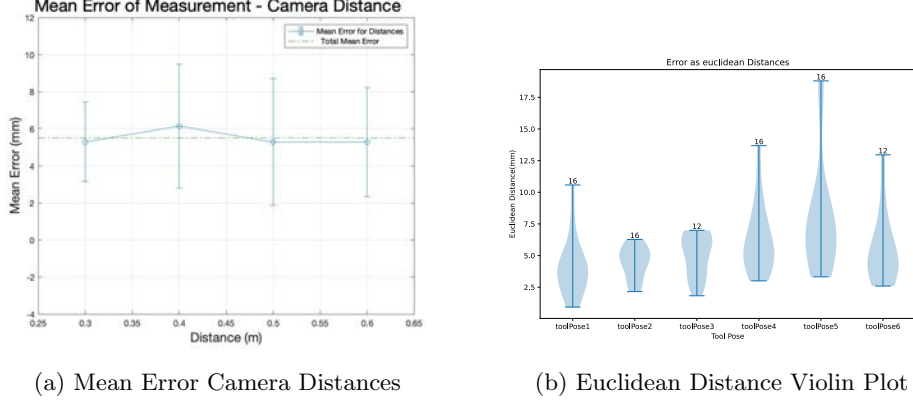 Mean Error of Measurement - Camera Distance
12
10
8
6
4
2
0
-2
-4
Mean Error (mm)
Mean Error for Distances
Total Mean Error
0.25 0.3 0.35 0.4 0.45 0.5 0.55 0.6 0.65
Distance (m)
(a) Mean Error Camera Distances
Error as euclidean Distances
17.5
15.0
12.5
10.0
7.5
5.0
2.5
Euclidean Distance(mm)
16
16
12
16
16
12
toolPose1 toolPose2 toolPose3 toolPose4 toolPose5 toolPose6
Tool Pose
(b) Euclidean Distance Violin Plot